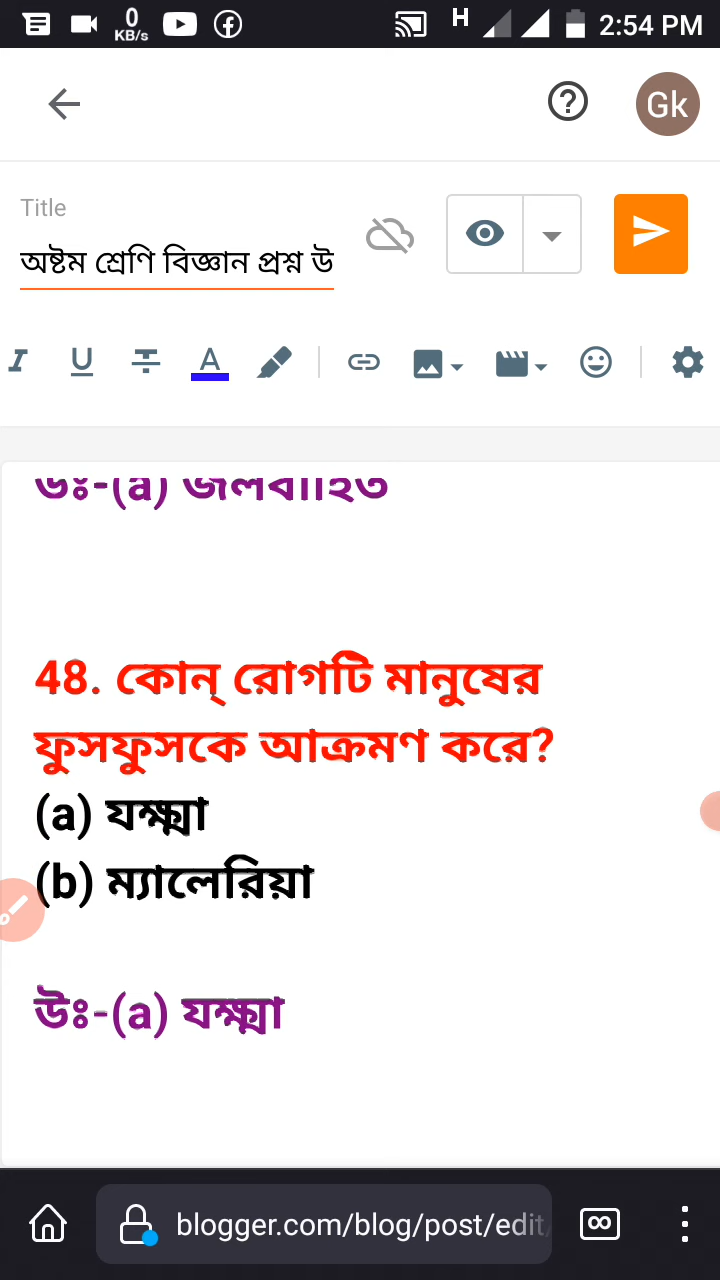 0
KB/s
H
2:54 PM
Gk
Title
অষ্টম শ্রেণি বিজ্ঞান প্রশ্ন উ
উঃ-(a) জলবাহিত
48. কোন্ রোগটি মানুষের
ফুসফুসকে আক্রমণ করে?
(a) যক্ষ্মা
(b) ম্যালেরিয়া
উঃ-(a) যক্ষ্মা
blogger.com/blog/post/edit